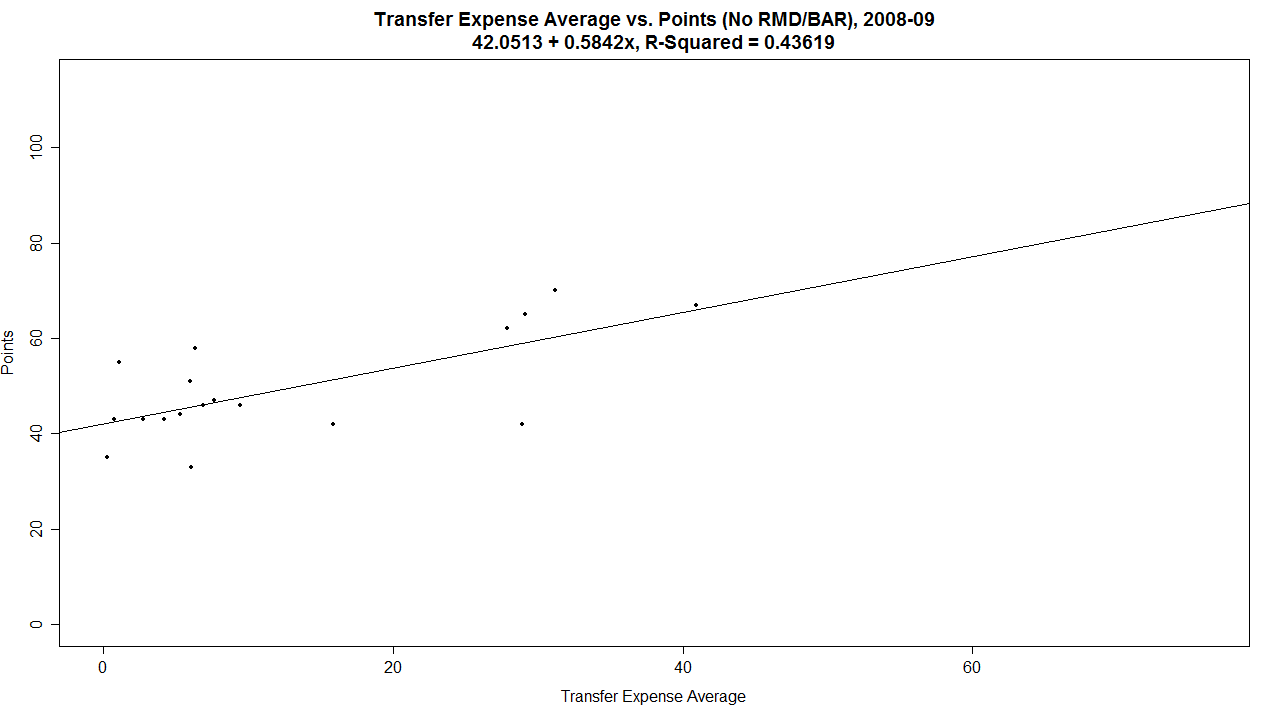 Transfer Expense Average vs. Points (No RMD/BAR), 2008-09
42.0513 + 0.5842x, R-Squared = 0.43619
Points
100
80
60
40
20
0
0 20 40 60
Transfer Expense Average